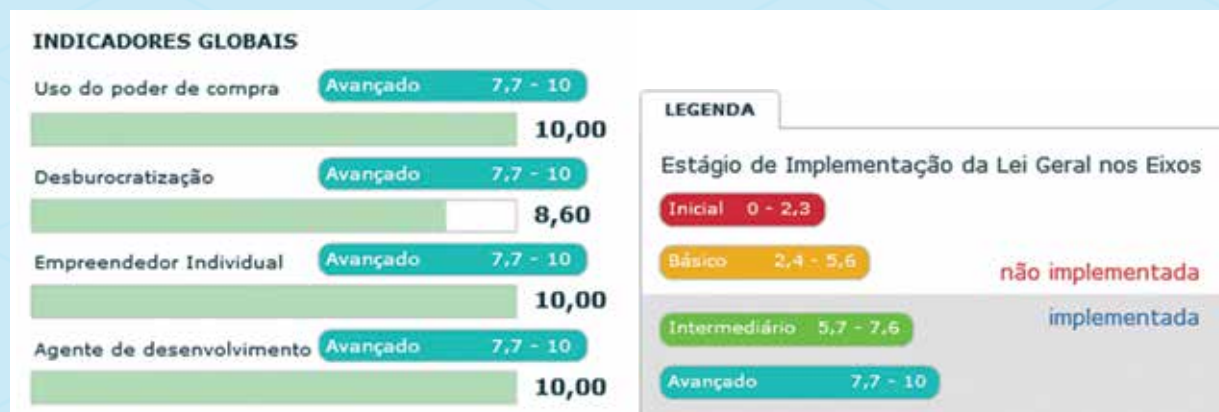 INDICADORES GLOBAIS
Uso do poder de compra Avançado 7,7 - 10
10,00
Desburocratização Avançado 7,7 - 10
8,60
Empreendedor Individual Avançado 7,7 - 10
10,00
Agente de desenvolvimento Avançado 7,7 - 10
10,00
LEGENDA
Estágio de Implementação da Lei Geral nos Eixos
Inicial 0 - 2,3
Básico 2,4 - 5,6
não implementada
implementada
Intermediário 5,7 - 7,6
Avançado 7,7 - 10